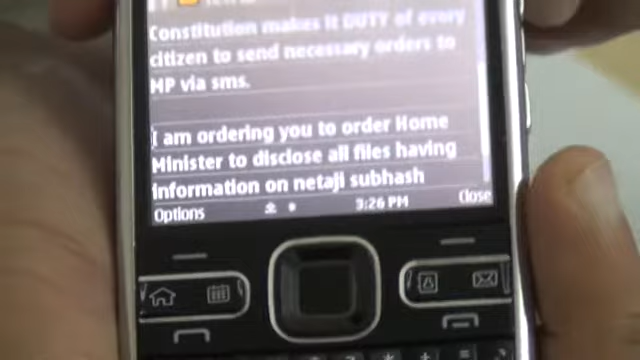 Constitution makes it DUTY of every
citizen to send necessary orders to
MP via sms.
I am ordering you to order Home
Minister to disclose all files having
information on netaji subhash
Options 3:26 PM Close